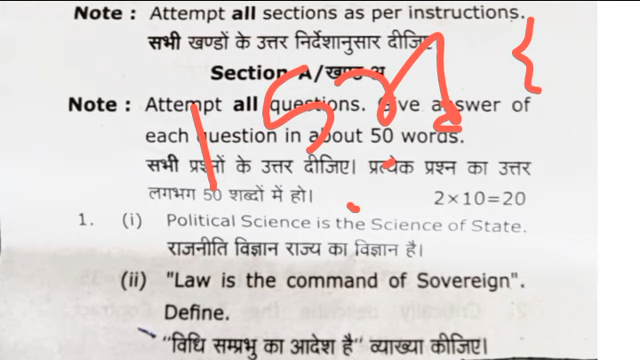 Note : Attempt all sections as per instructions.
सभी खण्डों के उत्तर निर्देशानुसार दीजिए
Section A/खण्ड अ
Note : Attempt all questions. Give answer of
each question in about 50 words.
सभी प्रश्नों के उत्तर दीजिए। प्रत्येक प्रश्न का उत्तर
लगभग 50 शब्दों में हो। 2×10=20
1. (i) Political Science is the Science of State.
राजनीति विज्ञान राज्य का विज्ञान है।
(ii) "Law is the command of Sovereign".
Define.
"विधि सम्प्रभु का आदेश है" व्याख्या कीजिए।